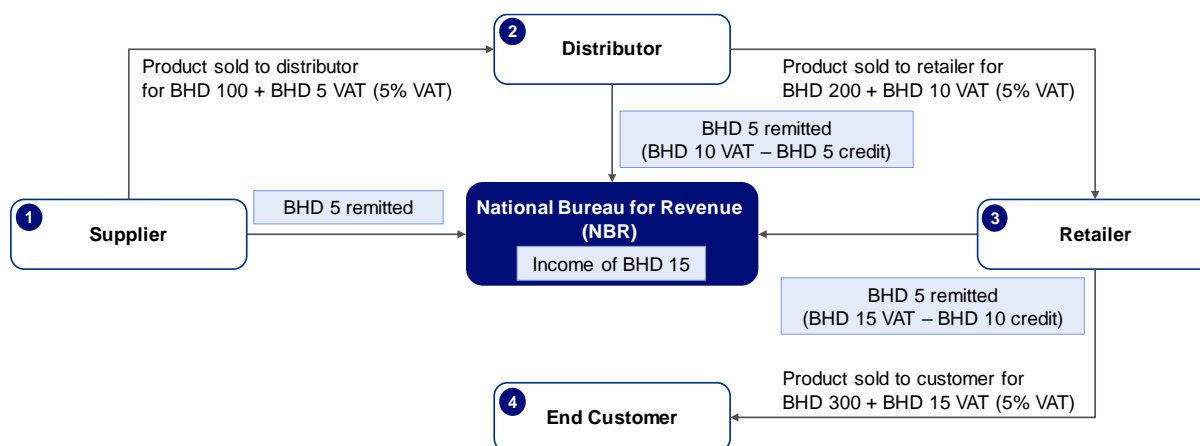 2
Distributor
Product sold to distributor
for BHD 100 + BHD 5 VAT (5% VAT)
Product sold to retailer for
BHD 200 + BHD 10 VAT (5% VAT)
BHD 5 remitted
(BHD 10 VAT – BHD 5 credit)
1
Supplier
BHD 5 remitted
National Bureau for Revenue
(NBR)
Income of BHD 15
3
Retailer
BHD 5 remitted
(BHD 15 VAT – BHD 10 credit)
Product sold to customer for
BHD 300 + BHD 15 VAT (5% VAT)
4
End Customer